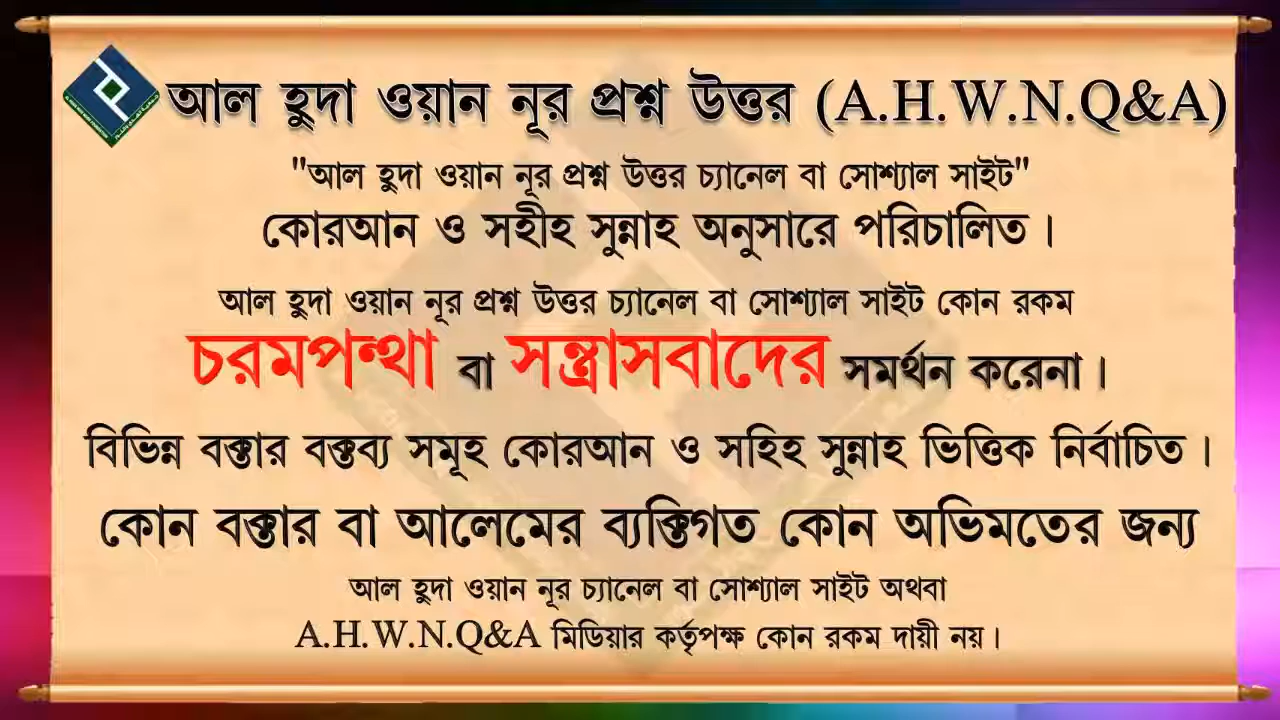 আল হুদা ওয়ান নূর প্রশ্ন উত্তর (A.H.W.N.Q&A)
"আল হুদা ওয়ান নূর প্রশ্ন উত্তর চ্যানেল বা সোশ্যাল সাইট"
কোরআন ও সহীহ সুন্নাহ অনুসারে পরিচালিত।
আল হুদা ওয়ান নূর প্রশ্ন উত্তর চ্যানেল বা সোশ্যাল সাইট কোন রকম
চরমপন্থা বা সন্ত্রাসবাদের সমর্থন করেনা।
বিভিন্ন বক্তার বক্তব্য সমূহ কোরআন ও সহিহ সুন্নাহ ভিত্তিক নির্বাচিত।
কোন বক্তার বা আলেমের ব্যক্তিগত কোন অভিমতের জন্য
আল হুদা ওয়ান নূর চ্যানেল বা সোশ্যাল সাইট অথবা
A.H.W.N.Q&A মিডিয়ার কর্তৃপক্ষ কোন রকম দায়ী নয়।